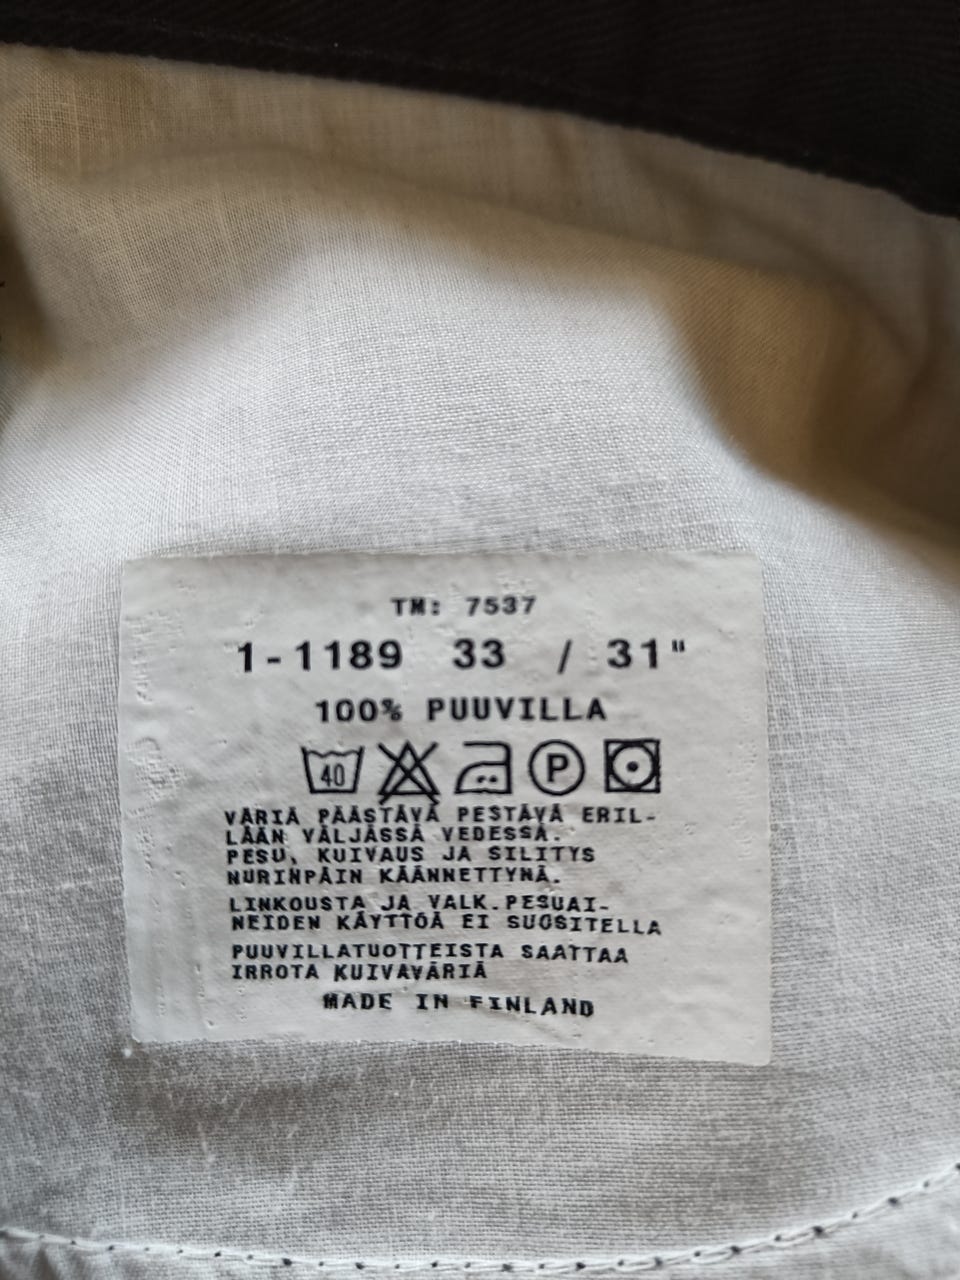 TM: 7537
1-1189 33 / 31"
100% PUUVILLA
40 P
VÄRIÄ PÄÄSTÄVÄ PESTÄVÄ ERIL-
LÄÄN VÄLJÄSSÄ VEDESSÄ.
PESU, KUIVAUS JA SILITYS
NURINPÄIN KÄÄNNETTYNÄ.
LINKOUSTA JA VALK.PESUAI-
NEIDEN KÄYTTÖÄ EI SUOSITELLA
PUUVILLATUOTTEISTA SAATTAA
IRROTA KUIVAVÄRIÄ
MADE IN FINLAND